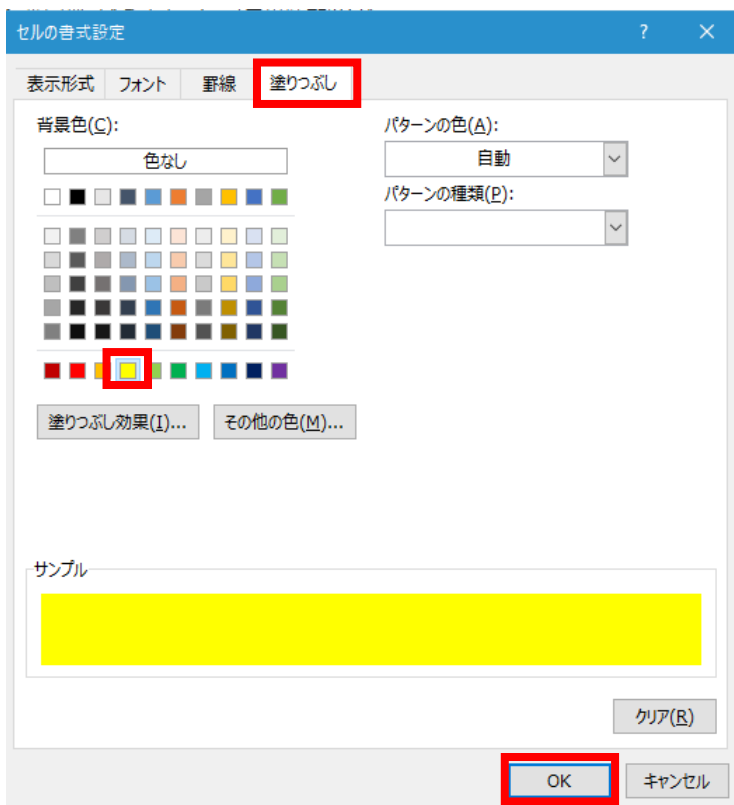 セルの書式設定
表示形式 フォント 罫線 塗りつぶし
背景色(C):
色なし
パターンの色(A):
自動
パターンの種類(P):
塗りつぶし効果(I)... その他の色(M)...
サンプル
クリア(R)
OK キャンセル